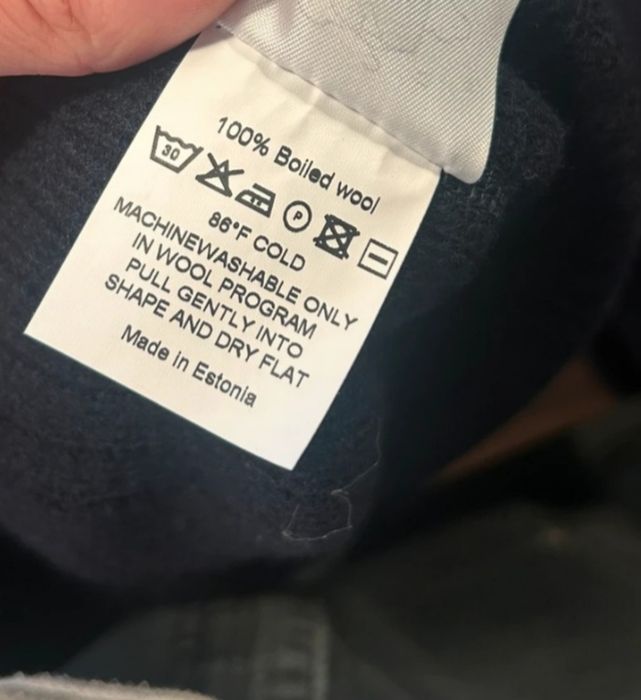 100% Boiled wool
30 P
86°F COLD
MACHINEWASHABLE ONLY
IN WOOL PROGRAM
PULL GENTLY INTO
SHAPE AND DRY FLAT
Made in Estonia